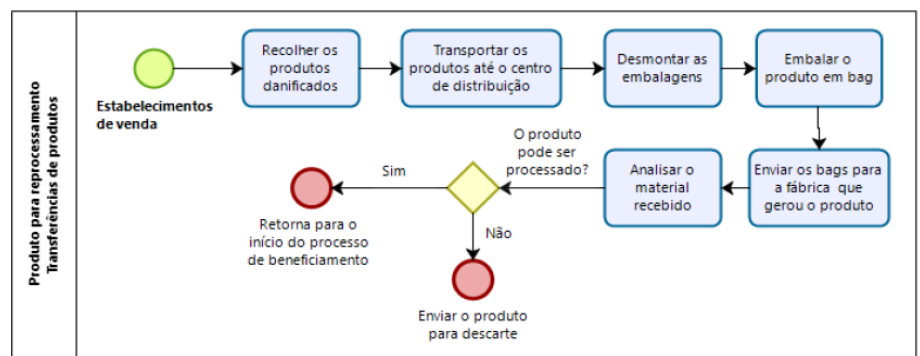 Produto para reprocessamento
Transferências de produtos
Estabelecimentos
de venda
Recolher os
produtos
danificados
Transportar os
produtos até o centro
de distribuição
Desmontar as
embalagens
Embalar o
produto em bag
Enviar os bags para
a fábrica que
gerou o produto
Analisar o
material
recebido
O produto
pode ser
processado?
Sim
Retorna para o
início do processo
de beneficiamento
Não
Enviar o produto
para descarte